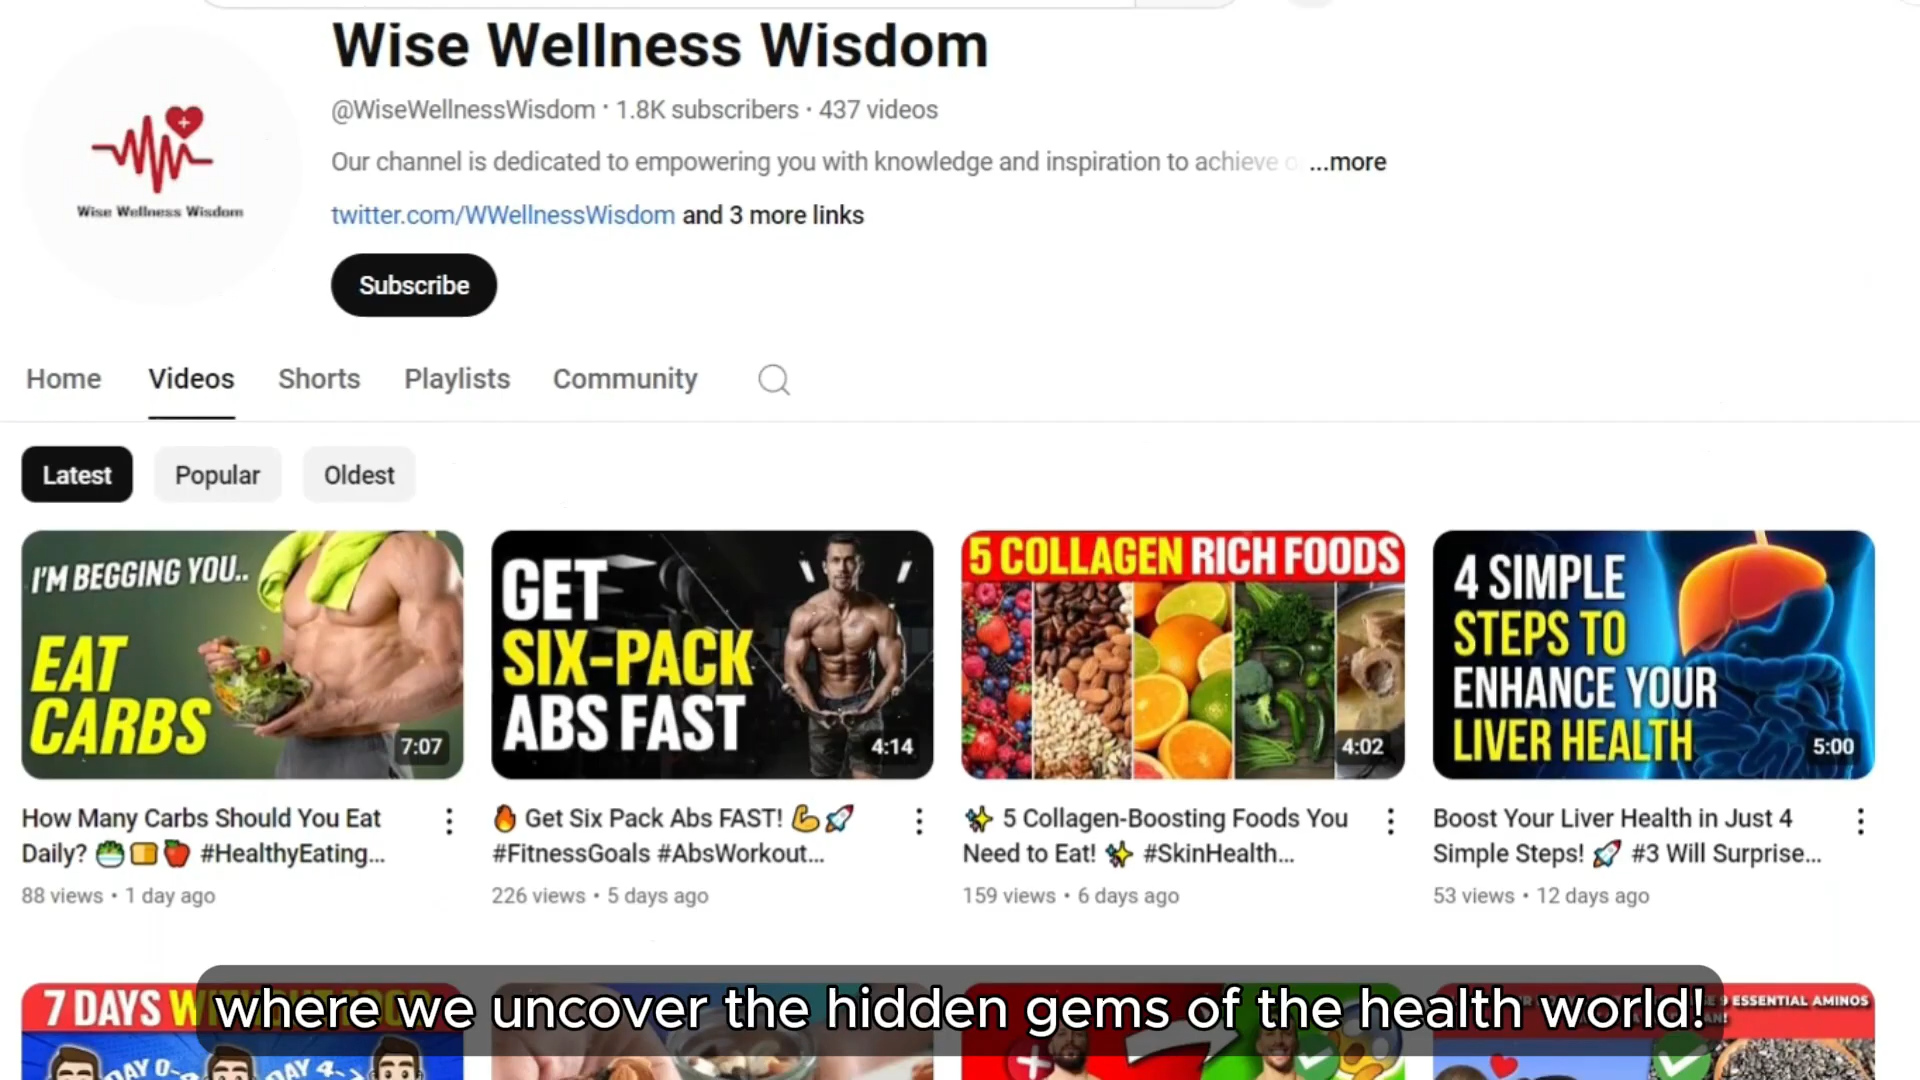 Wise Wellness Wisdom
@WiseWellnessWisdom · 1.8K subscribers · 437 videos
Our channel is dedicated to empowering you with knowledge and inspiration to achieve ...more
twitter.com/WWellnessWisdom and 3 more links
Subscribe
Wise Wellness Wisdom
Home Videos Shorts Playlists Community
Latest Popular Oldest
I'M BEGGING YOU..
EAT
CARBS
7:07
GET
SIX-PACK
ABS FAST
4:14
5 COLLAGEN RICH FOODS
4:02
4 SIMPLE
STEPS TO
ENHANCE YOUR
LIVER HEALTH
5:00
How Many Carbs Should You Eat
Daily? 🥗🍞🍎 #HealthyEating...
88 views • 1 day ago
🔥 Get Six Pack Abs FAST! 💪🚀
#FitnessGoals #AbsWorkout...
226 views • 5 days ago
✨ 5 Collagen-Boosting Foods You
Need to Eat! ✨ #SkinHealth...
159 views • 6 days ago
Boost Your Liver Health in Just 4
Simple Steps! 🚀 #3 Will Surprise...
53 views • 12 days ago
7 DAYS
DAY 0
DAY 4
9 ESSENTIAL AMINOS
where we uncover the hidden gems of the health world!